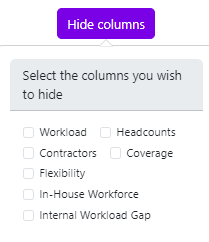 Hide columns
Select the columns you wish
to hide
Workload Headcounts
Contractors Coverage
Flexibility
In-House Workforce
Internal Workload Gap